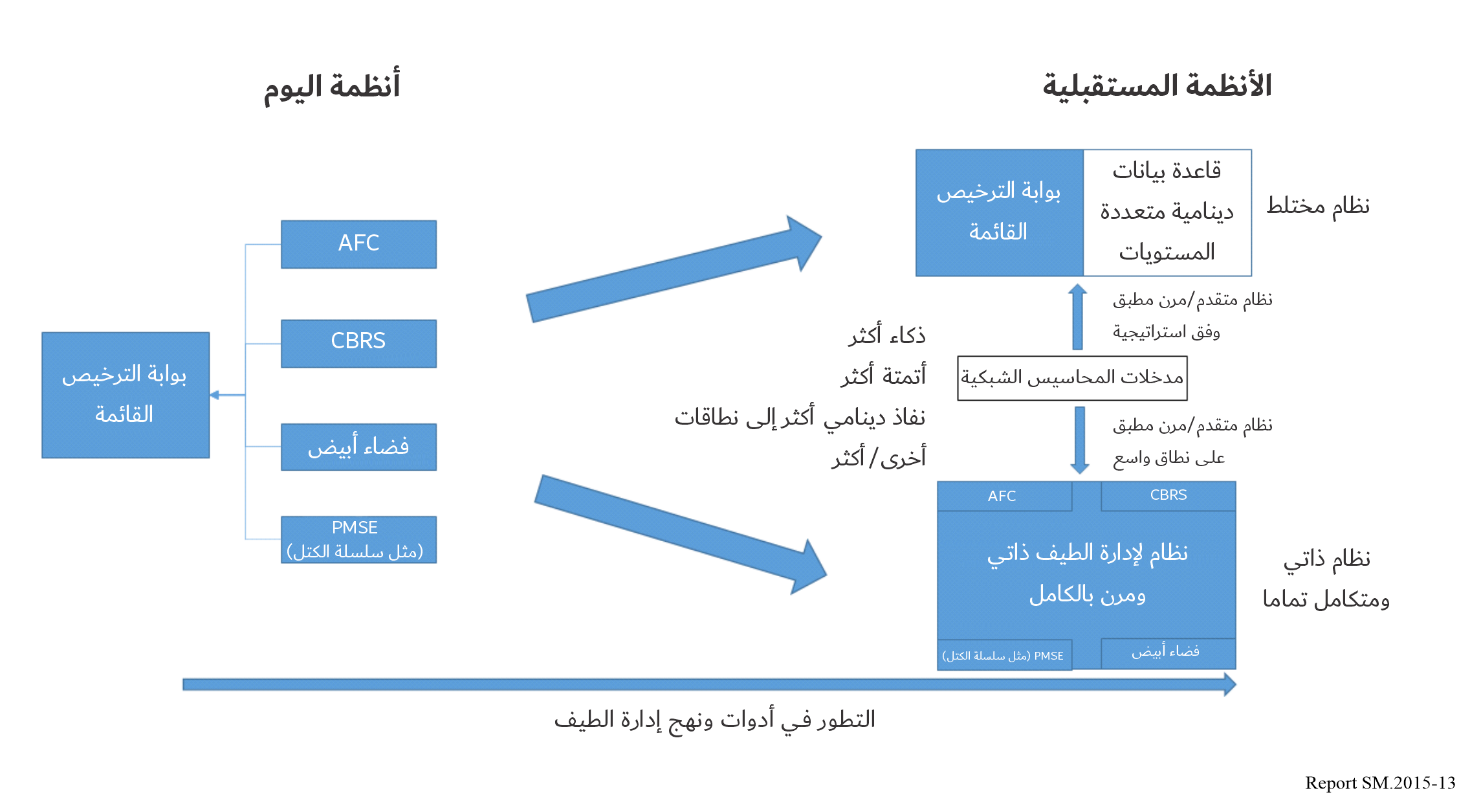 أنظمة اليوم
الأنظمة المستقبلية
AFC
CBRS
فضاء أبيض
PMSE
(مثل سلسلة الكتل)
بوابة الترخيص
القائمة
بوابة الترخيص
القائمة
قاعدة بيانات
دينامية متعددة
المستويات
نظام مختلط
نظام متقدم/مرن مطبق
وفق استراتيجية
ذكاء أكثر
أتمتة أكثر
نفاذ دينامي أكثر إلى نطاقات
أخرى/أكثر
مدخلات المحاسيس الشبكية
نظام متقدم/مرن مطبق
على نطاق واسع
AFC
CBRS
نظام لإدارة الطيف ذاتي
ومرن بالكامل
PMSE (مثل سلسلة الكتل)
فضاء أبيض
نظام ذاتي
ومتكامل تماما
التطور في أدوات ونهج إدارة الطيف
Report SM.2015-13